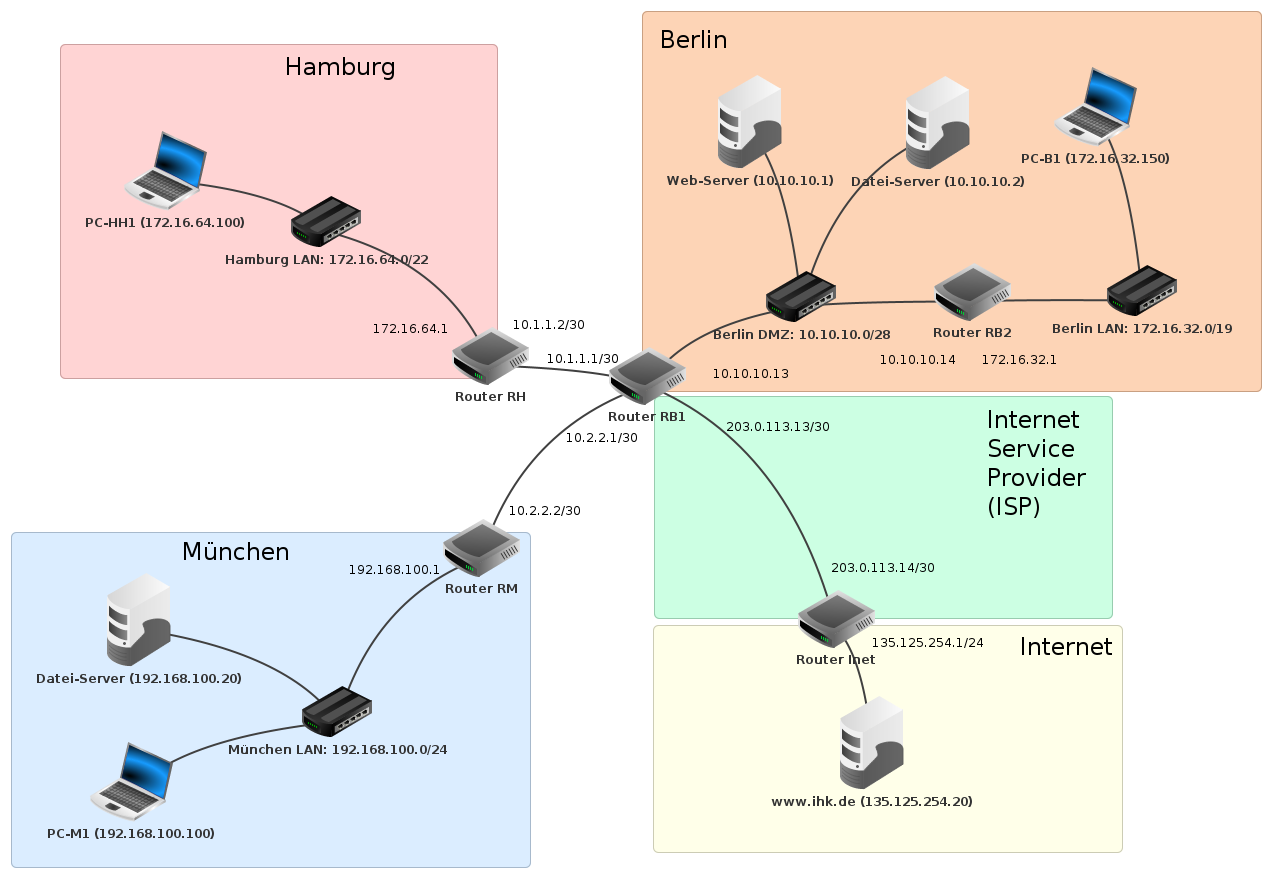 Hamburg
PC-HH1 (172.16.64.100)
Hamburg LAN: 172.16.64.0/22
172.16.64.1
10.1.1.2/30
Router RH
10.1.1.1/30
Berlin
Web-Server (10.10.10.1)
Datei-Server (10.10.10.2)
PC-B1 (172.16.32.150)
Berlin DMZ: 10.10.10.0/28
Router RB2
Berlin LAN: 172.16.32.0/19
10.10.10.14
172.16.32.1
10.10.10.13
Router RB1
10.2.2.1/30
203.0.113.13/30
Internet
Service
Provider
(ISP)
10.2.2.2/30
203.0.113.14/30
München
192.168.100.1
Router RM
Datei-Server (192.168.100.20)
München LAN: 192.168.100.0/24
PC-M1 (192.168.100.100)
Internet
135.125.254.1/24
Router Inet
www.ihk.de (135.125.254.20)